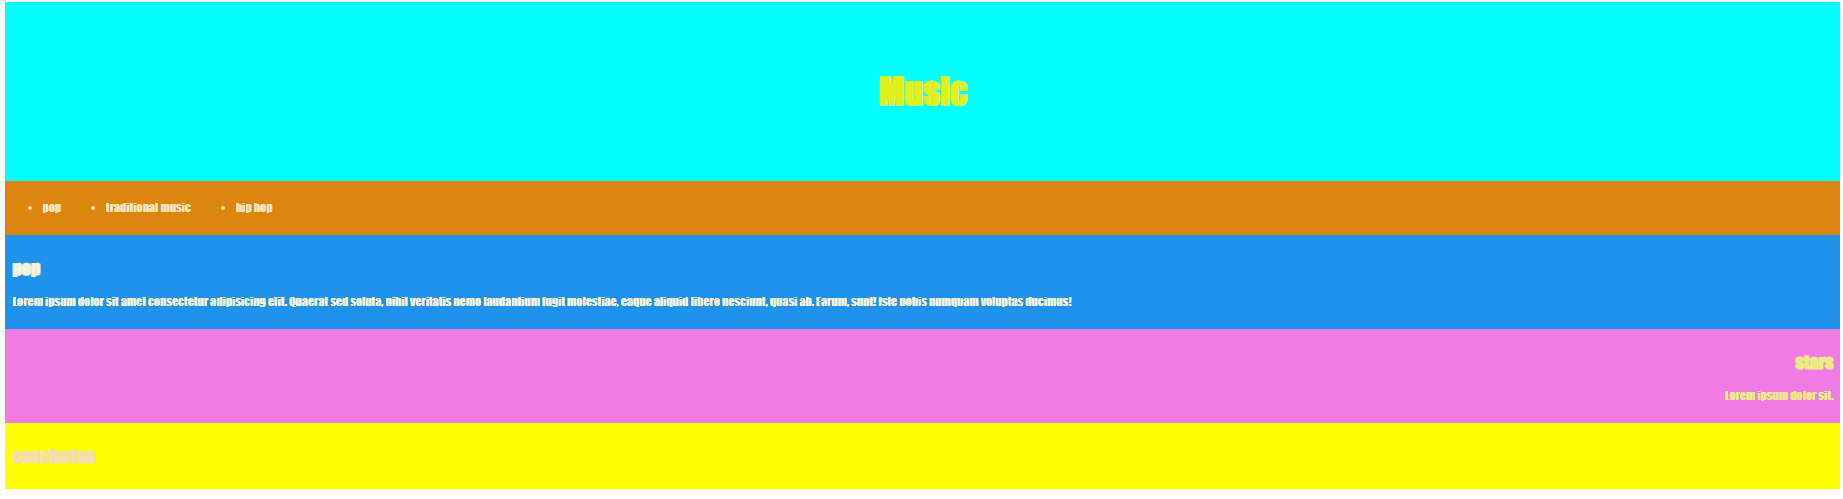 Music
pop
traditional music
hip hop
pop
Lorem ipsum dolor sit amet consectetur adipisicing elit. Quaerat sed soluta, nihil veritatis nemo laudantium fugit molestiae, eaque aliquid libero nesciunt, quasi ab. Earum, sunt! Iste nobis numquam voluptas ducimus!
stars
Lorem ipsum dolor sit.
conclusion